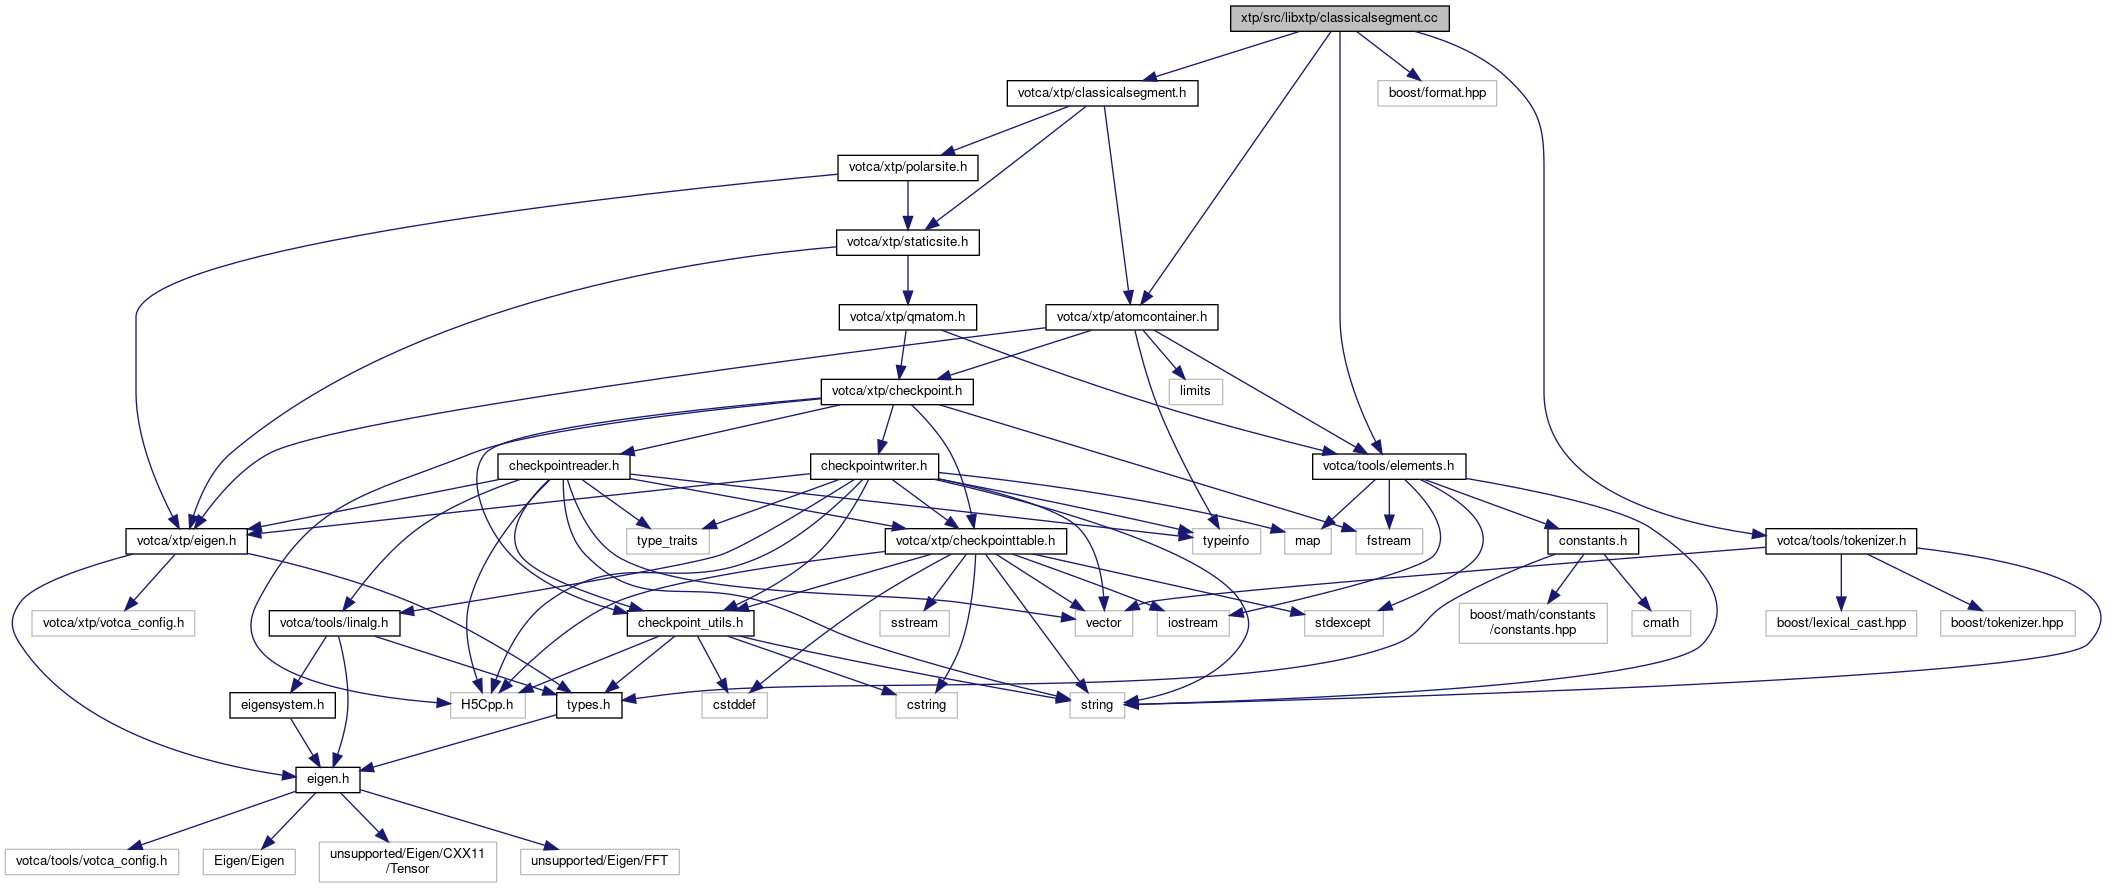 xtp/src/libxtp/classicalsegment.cc
votca/xtp/classicalsegment.h
boost/format.hpp
votca/xtp/polarsite.h
votca/xtp/staticsite.h
votca/xtp/qmatom.h
votca/xtp/atomcontainer.h
votca/xtp/checkpoint.h
limits
checkpointreader.h
checkpointwriter.h
votca/tools/elements.h
votca/xtp/eigen.h
type_traits
votca/xtp/checkpointtable.h
typeinfo
map
fstream
constants.h
votca/tools/tokenizer.h
votca/xtp/votca_config.h
votca/tools/linalg.h
checkpoint_utils.h
sstream
vector
iostream
stdexcept
boost/math/constants
/constants.hpp
cmath
boost/lexical_cast.hpp
boost/tokenizer.hpp
eigensystem.h
H5Cpp.h
types.h
cstddef
cstring
string
eigen.h
votca/tools/votca_config.h
Eigen/Eigen
unsupported/Eigen/CXX11
/Tensor
unsupported/Eigen/FFT